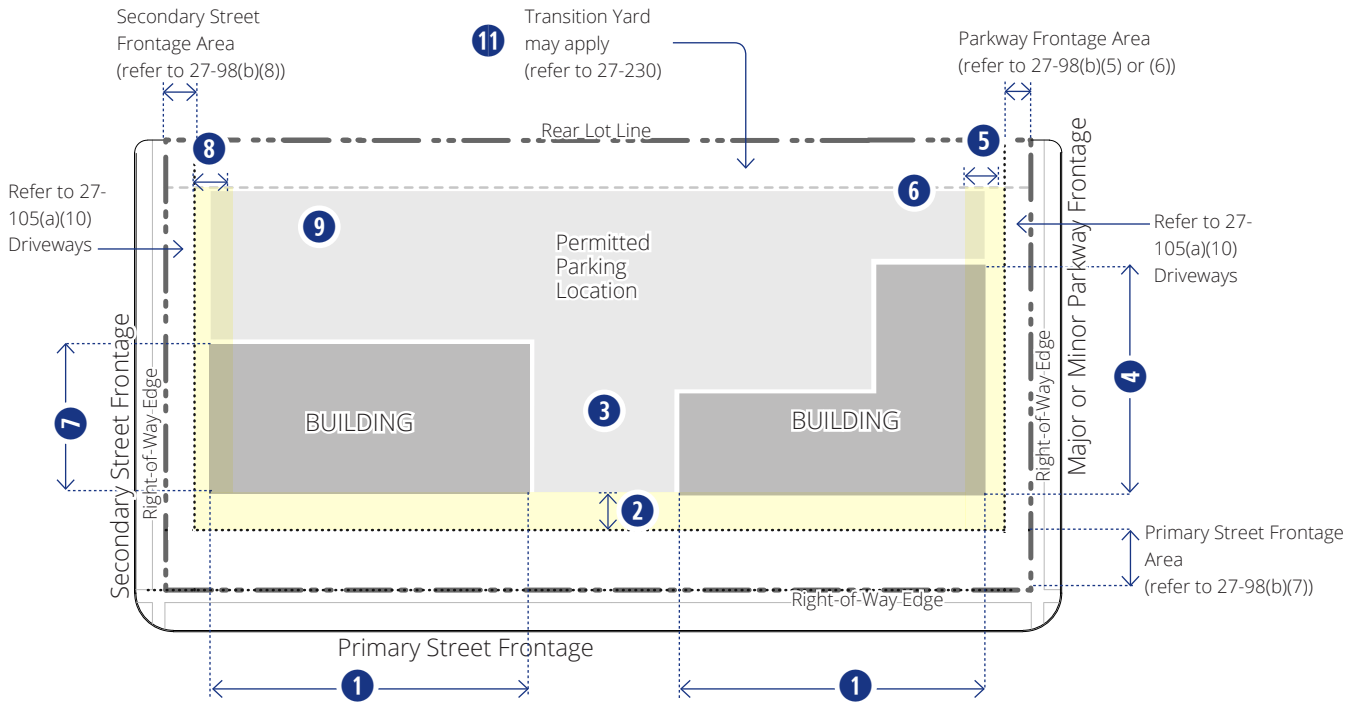 Secondary Street
Frontage Area
(refer to 27-98(b)(8))
11
Transition Yard
may apply
(refer to 27-230)
Parkway Frontage Area
(refer to 27-98(b)(5) or (6))
Rear Lot Line
8
5
6
Refer to 27-
105(a)(10)
Driveways
9
Permitted
Parking
Location
Refer to 27-
105(a)(10)
Driveways
Major or Minor Parkway Frontage
Right-of-Way Edge
4
Secondary Street Frontage
Right-of-Way Edge
7
BUILDING
3
BUILDING
2
Primary Street Frontage
Area
(refer to 27-98(b)(7))
Right-of-Way Edge
Primary Street Frontage
1
1